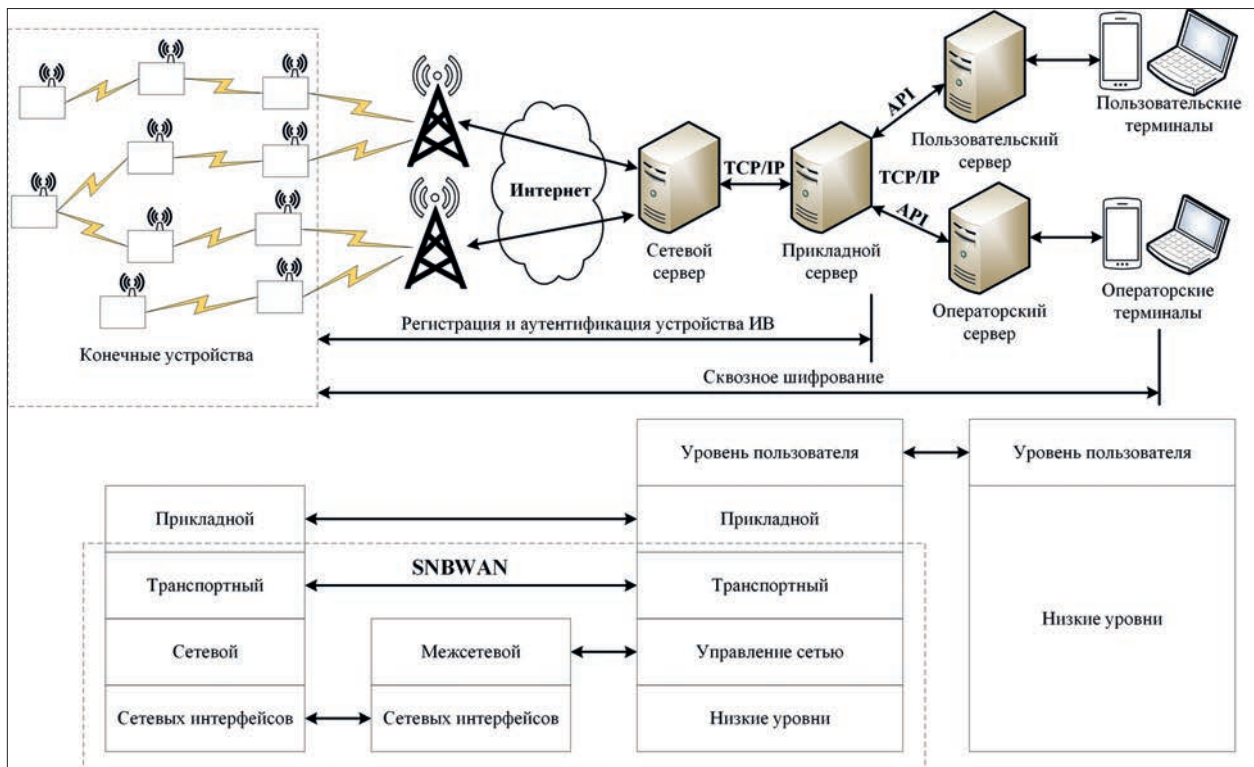 API
Пользовательские
терминалы
Пользовательский
сервер
Интернет
TCP/IP
TCP/IP
API
Сетевой
сервер
Прикладной
сервер
Операторский
сервер
Операторские
терминалы
Конечные устройства
Регистрация и аутентификация устройства ИВ
Сквозное шифрование
Уровень пользователя
Уровень пользователя
Прикладной
Прикладной
SNBWAN
Транспортный
Транспортный
Низкие уровни
Сетевой
Межсетевой
Управление сетью
Сетевых интерфейсов
Сетевых интерфейсов
Низкие уровни